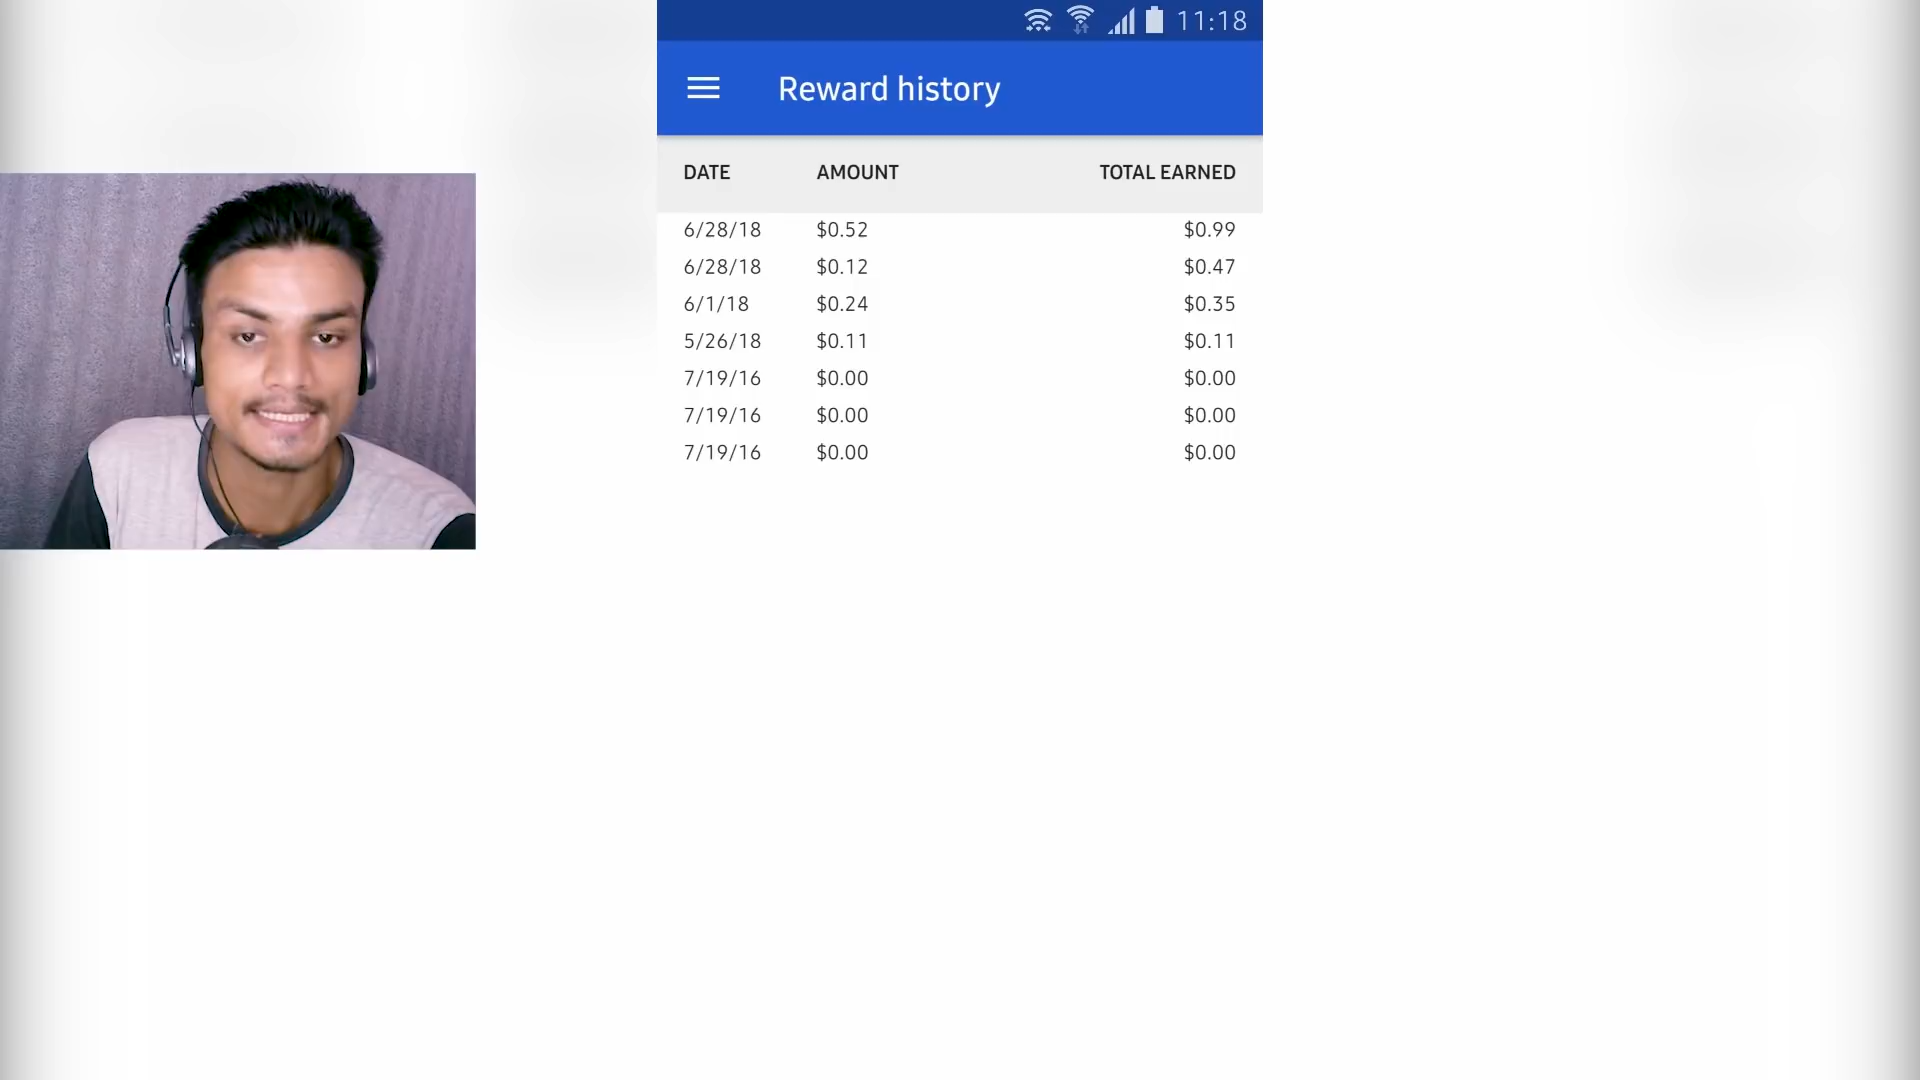 11:18
Reward history
DATE AMOUNT TOTAL EARNED
6/28/18 $0.52 $0.99
6/28/18 $0.12 $0.47
6/1/18 $0.24 $0.35
5/26/18 $0.11 $0.11
7/19/16 $0.00 $0.00
7/19/16 $0.00 $0.00
7/19/16 $0.00 $0.00